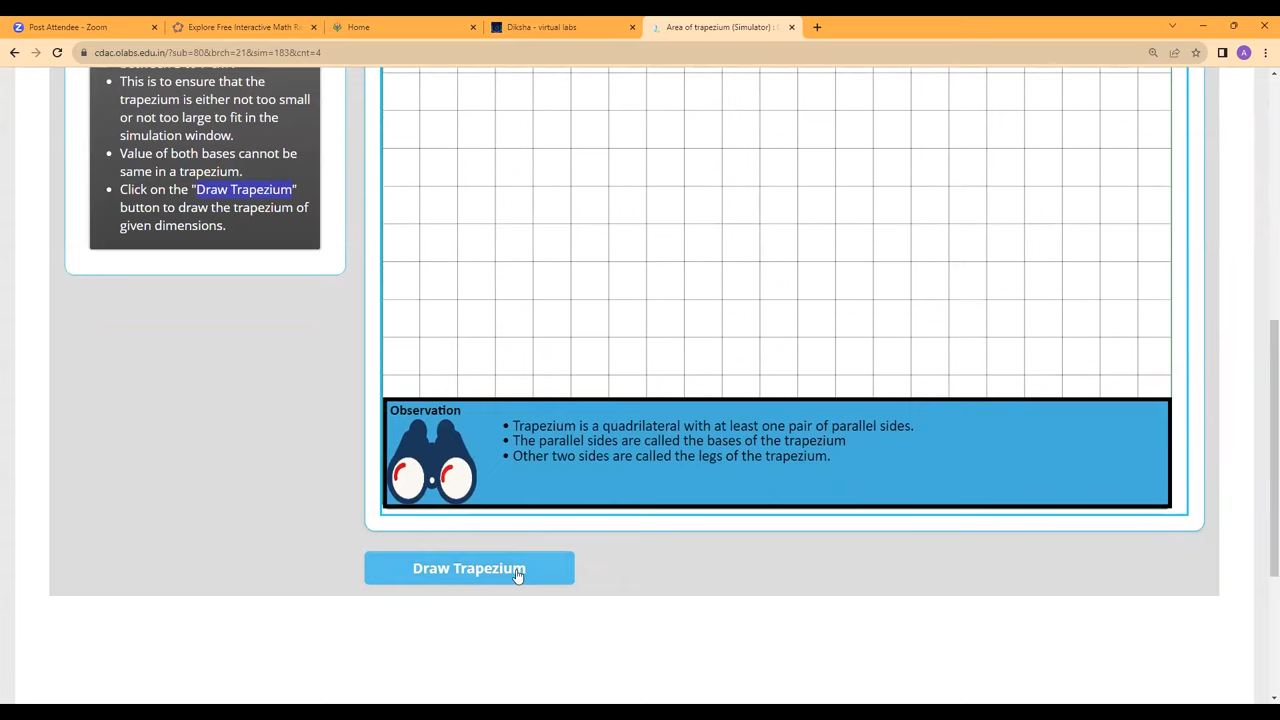 Post Attendee - Zoom
Explore Free Interactive Math R
Home
Diksha - virtual labs
Area of trapezium (Simulator) :
cdac.olabs.edu.in/?sub=80&brch=21&sim=183&cnt=4
A
• This is to ensure that the
trapezium is either not too small
or not too large to fit in the
simulation window.
• Value of both bases cannot be
same in a trapezium.
• Click on the "Draw Trapezium"
button to draw the trapezium of
given dimensions.
Observation
• Trapezium is a quadrilateral with at least one pair of parallel sides.
• The parallel sides are called the bases of the trapezium
• Other two sides are called the legs of the trapezium.
Draw Trapezium